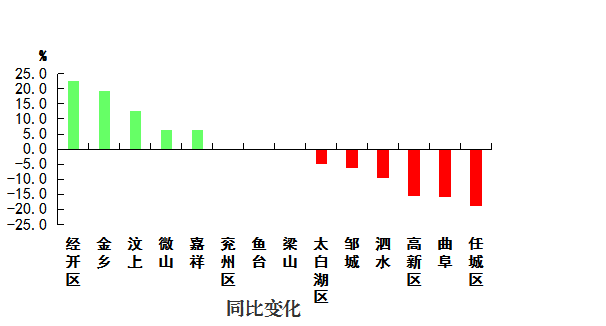 %
25.0
20.0
15.0
10.0
5.0
0.0
-5.0
-10.0
-15.0
-20.0
-25.0
经开区
金乡
汶上
微山
嘉祥
兖州区
鱼台
梁山
太白湖区
邹城
泗水
高新区
曲阜
任城区
同比变化